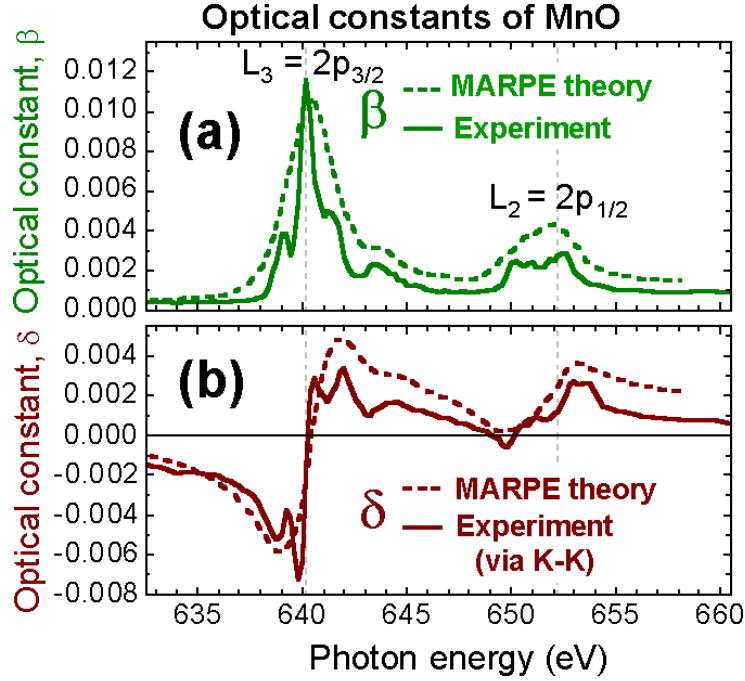 Optical constants of MnO
Optical constant, β
0.012
0.010
0.008
0.006
0.004
0.002
0.000
L3 = 2p3/2
(a)
β
MARPE theory
Experiment
L2 = 2p1/2
Optical constant, δ
0.004
0.002
0.000
-0.002
-0.004
-0.006
-0.008
(b)
δ
MARPE theory
Experiment
(via K-K)
635 640 645 650 655 660
Photon energy (eV)